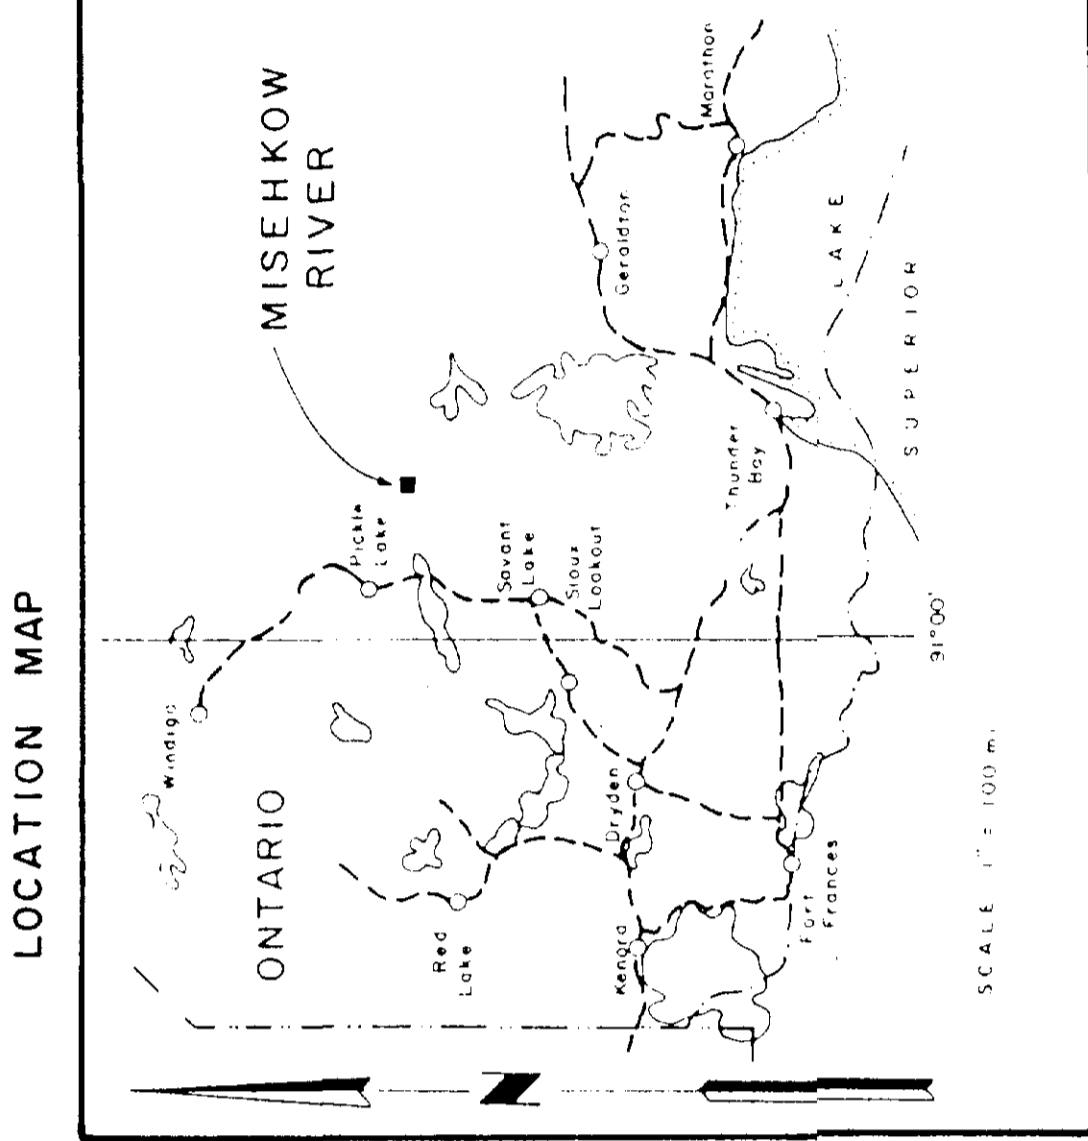 LOCATION MAP
MISEHKOW
RIVER
Windigo
ONTARIO
Pickle
Lake
Red
Lake
Savant
Lake
Sioux
Lookout
Dryden
Kenora
Geraldton
Marathon
Thunder
Bay
Fort
Frances
LAKE
SUPERIOR
91°00'
SCALE 1" = 100 mi
N